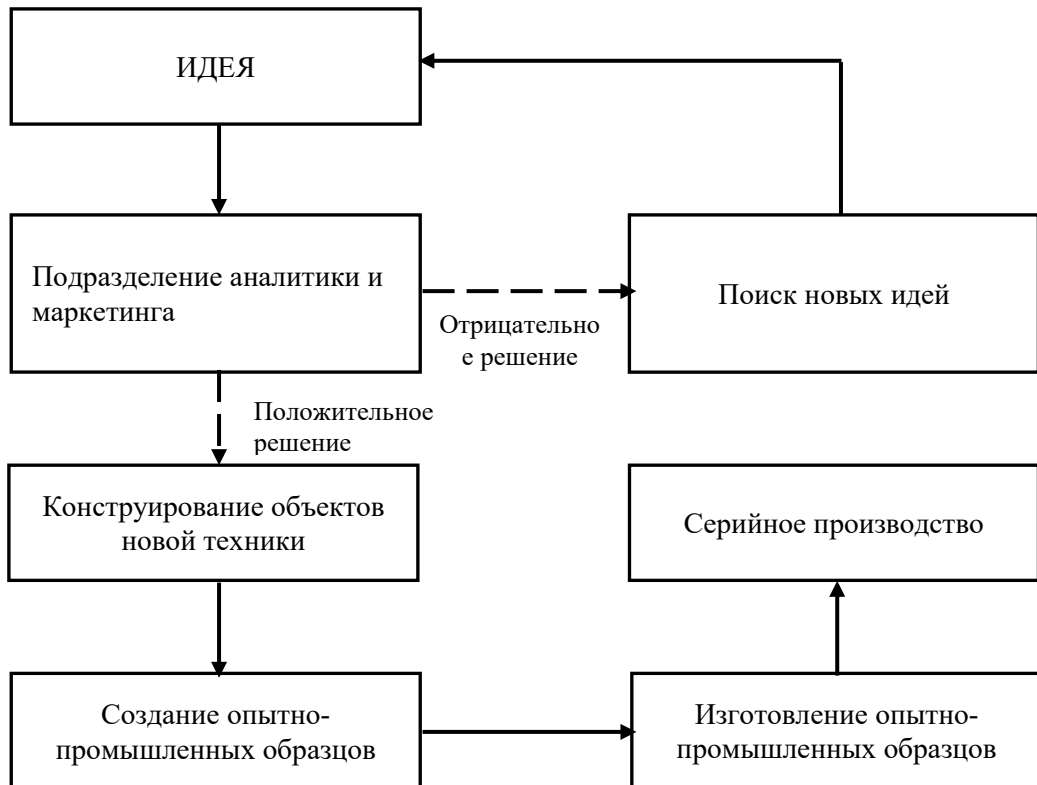 ИДЕЯ
Подразделение аналитики и
маркетинга
Отрицательно
е решение
Поиск новых идей
Положительное
решение
Конструирование объектов
новой техники
Серийное производство
Создание опытно-
промышленных образцов
Изготовление опытно-
промышленных образцов